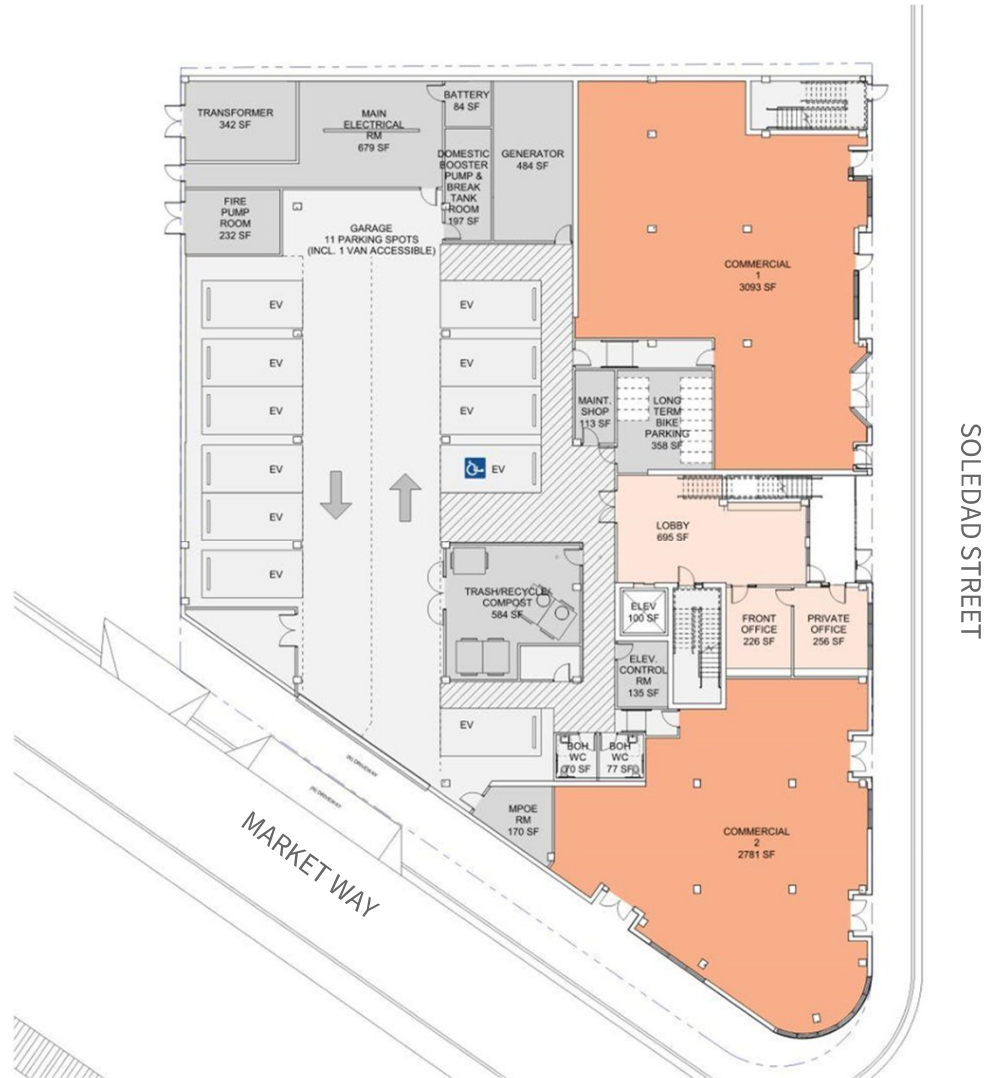 TRANSFORMER
342 SF
MAIN
ELECTRICAL
RM
679 SF
BATTERY
84 SF
DOMESTIC
BOOSTER
PUMP &
BREAK
TANK
ROOM
197 SF
GENERATOR
484 SF
FIRE
PUMP
ROOM
232 SF
GARAGE
11 PARKING SPOTS
(INCL. 1 VAN ACCESSIBLE)
COMMERCIAL
1
3093 SF
EV
EV
EV
EV
EV
EV
EV
EV
EV
EV
MAINT.
SHOP
113 SF
LONG
TERM
BIKE
PARKING
358 SF
LOBBY
695 SF
TRASH/RECYCLE/
COMPOST
584 SF
ELEV
100 SF
FRONT
OFFICE
226 SF
PRIVATE
OFFICE
256 SF
ELEV.
CONTROL
RM
135 SF
EV
BOH
WC
70 SF
BOH
WC
77 SF
MPOE
RM
170 SF
COMMERCIAL
2
2781 SF
(N) DRIVEWAY
(N) DRIVEWAY
MARKET WAY
SOLEDAD STREET